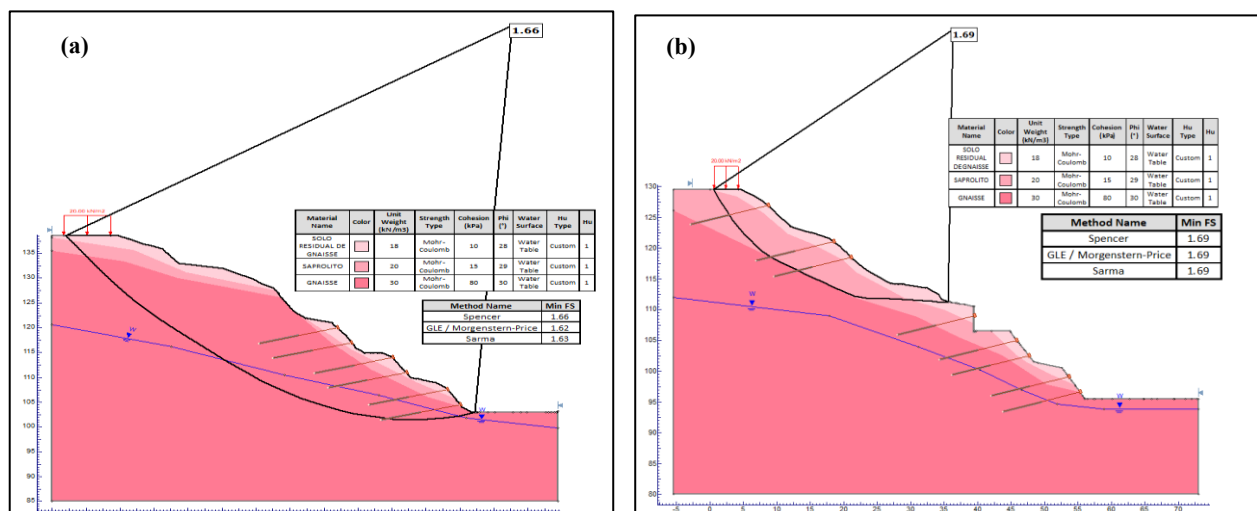 (a)
1.66
20.00 kN/m2
Material Name Color Unit Weight (kN/m3) Strength Type Cohesion (kPa) Phi (°) Water Surface Hu Type Hu
SOLO RESIDUAL DE GNAISSE 18 Mohr-Coulomb 10 28 Water Table Custom 1
SAPROLITO 20 Mohr-Coulomb 15 29 Water Table Custom 1
GNAISSE 30 Mohr-Coulomb 80 30 Water Table Custom 1
Method Name Min FS
Spencer 1.66
GLE / Morgenstern-Price 1.62
Sarma 1.63
W
W
135
130
125
120
115
110
105
100
95
90
85
(b)
1.69
20.00 kN/m2
Material Name Color Unit Weight (kN/m3) Strength Type Cohesion (kPa) Phi (°) Water Surface Hu Type Hu
SOLO RESIDUAL DEGNAISSE 18 Mohr-Coulomb 10 28 Water Table Custom 1
SAPROLITO 20 Mohr-Coulomb 15 29 Water Table Custom 1
GNAISSE 30 Mohr-Coulomb 80 30 Water Table Custom 1
Method Name Min FS
Spencer 1.69
GLE / Morgenstern-Price 1.69
Sarma 1.69
W
W
130
125
120
115
110
105
100
95
90
85
80
-5 0 5 10 15 20 25 30 35 40 45 50 55 60 65 70